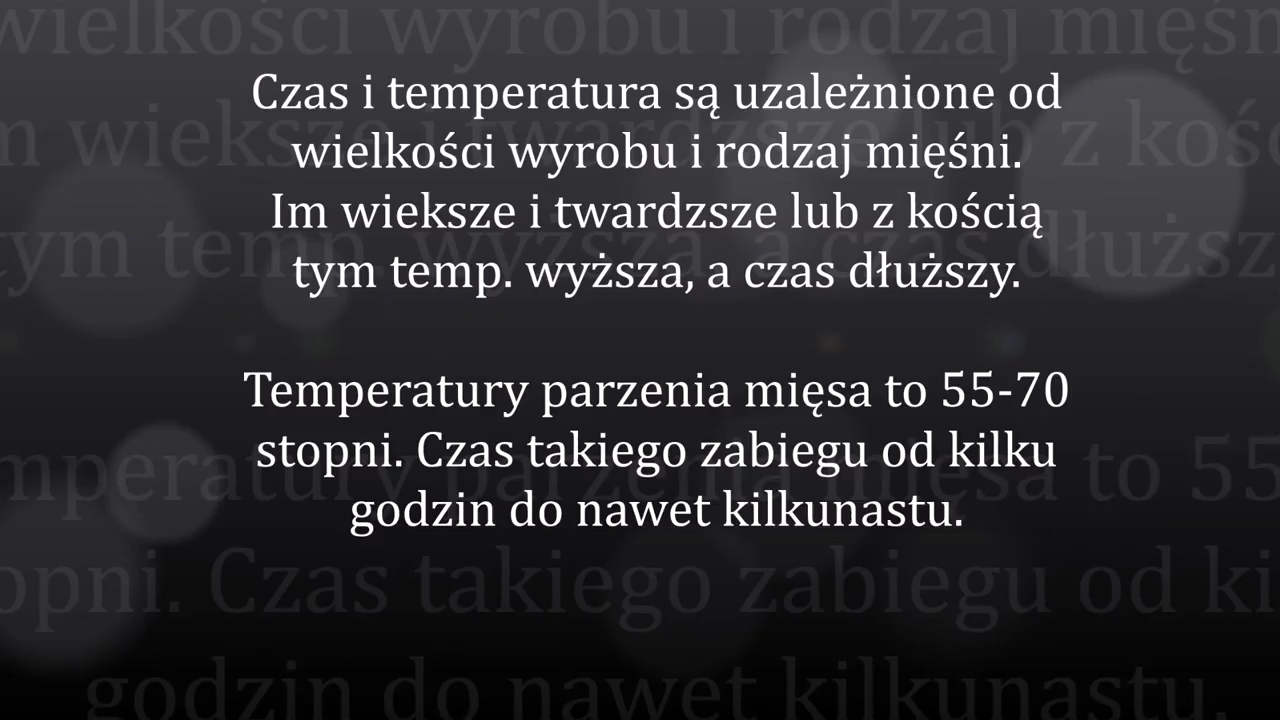 Czas i temperatura są uzależnione od
wielkości wyrobu i rodzaj mięśni.
Im wieksze i twardzsze lub z kością
tym temp. wyższa, a czas dłuższy.
Temperatury parzenia mięsa to 55-70
stopni. Czas takiego zabiegu od kilku
godzin do nawet kilkunastu.